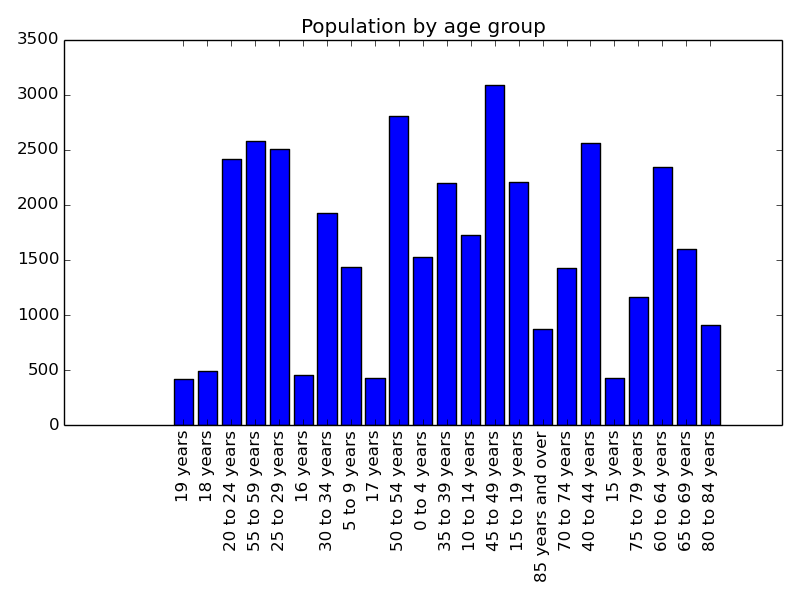 Population by age group
3500
3000
2500
2000
1500
1000
500
0
19 years
18 years
20 to 24 years
55 to 59 years
25 to 29 years
16 years
30 to 34 years
5 to 9 years
17 years
50 to 54 years
0 to 4 years
35 to 39 years
10 to 14 years
45 to 49 years
15 to 19 years
85 years and over
70 to 74 years
40 to 44 years
15 years
75 to 79 years
60 to 64 years
65 to 69 years
80 to 84 years